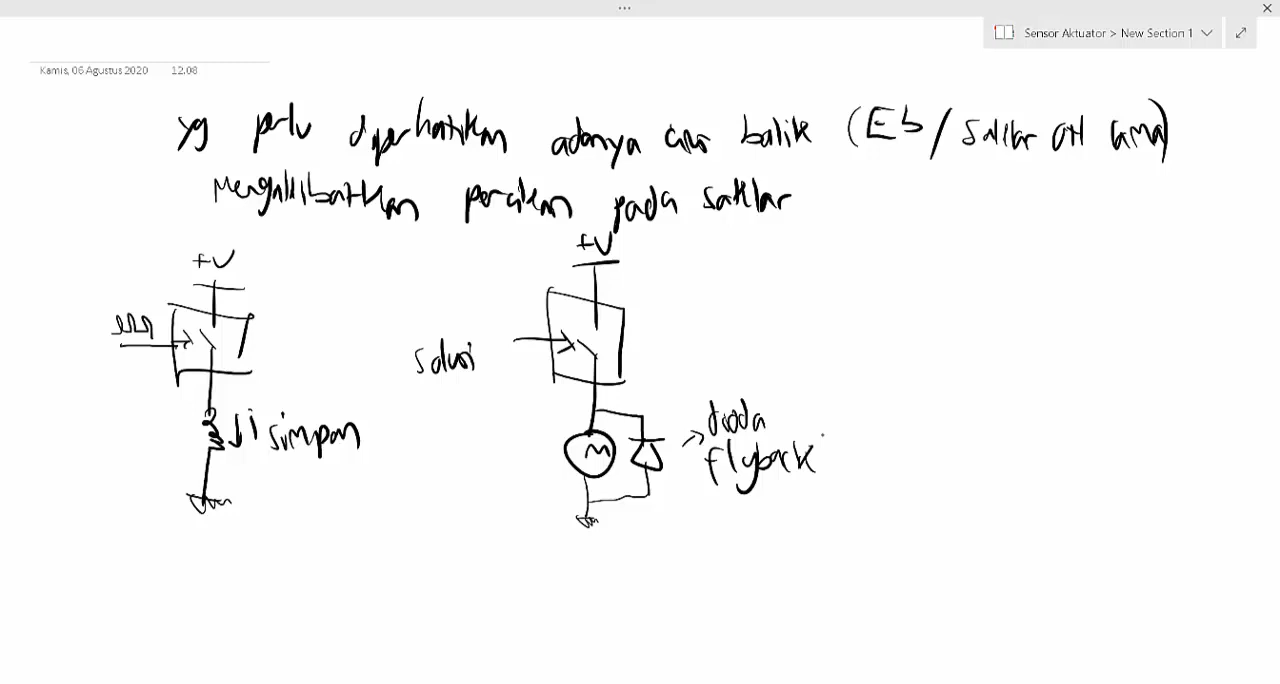 Sensor Aktuator > New Section 1
Kamis, 06 Agustus 2020 12.08
yg perlu diperhatikan adanya arus balik (Eb/ saklar off lama)
Mengakibatkan percikan pada saklar
+V
+V
solusi
ji simpan
M
dioda
flyback